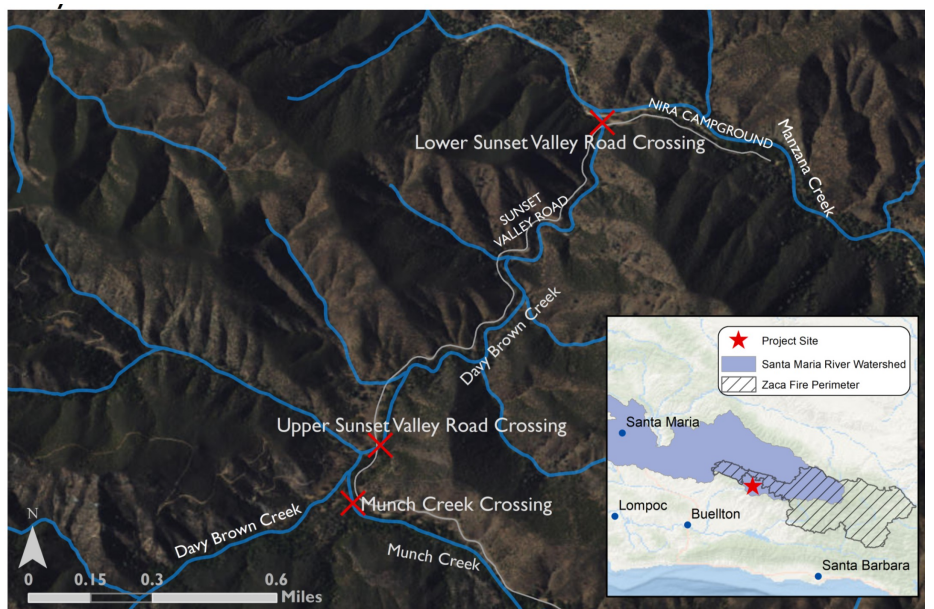 NIRA CAMPGROUND
Lower Sunset Valley Road Crossing
Manzana Creek
SUNSET
VALLEY ROAD
Davy Brown Creek
Upper Sunset Valley Road Crossing
Munch Creek Crossing
Davy Brown Creek
Munch Creek
N
0 0.15 0.3 0.6
Miles
Project Site
Santa Maria River Watershed
Zaca Fire Perimeter
Santa Maria
Lompoc
Buellton
Santa Barbara